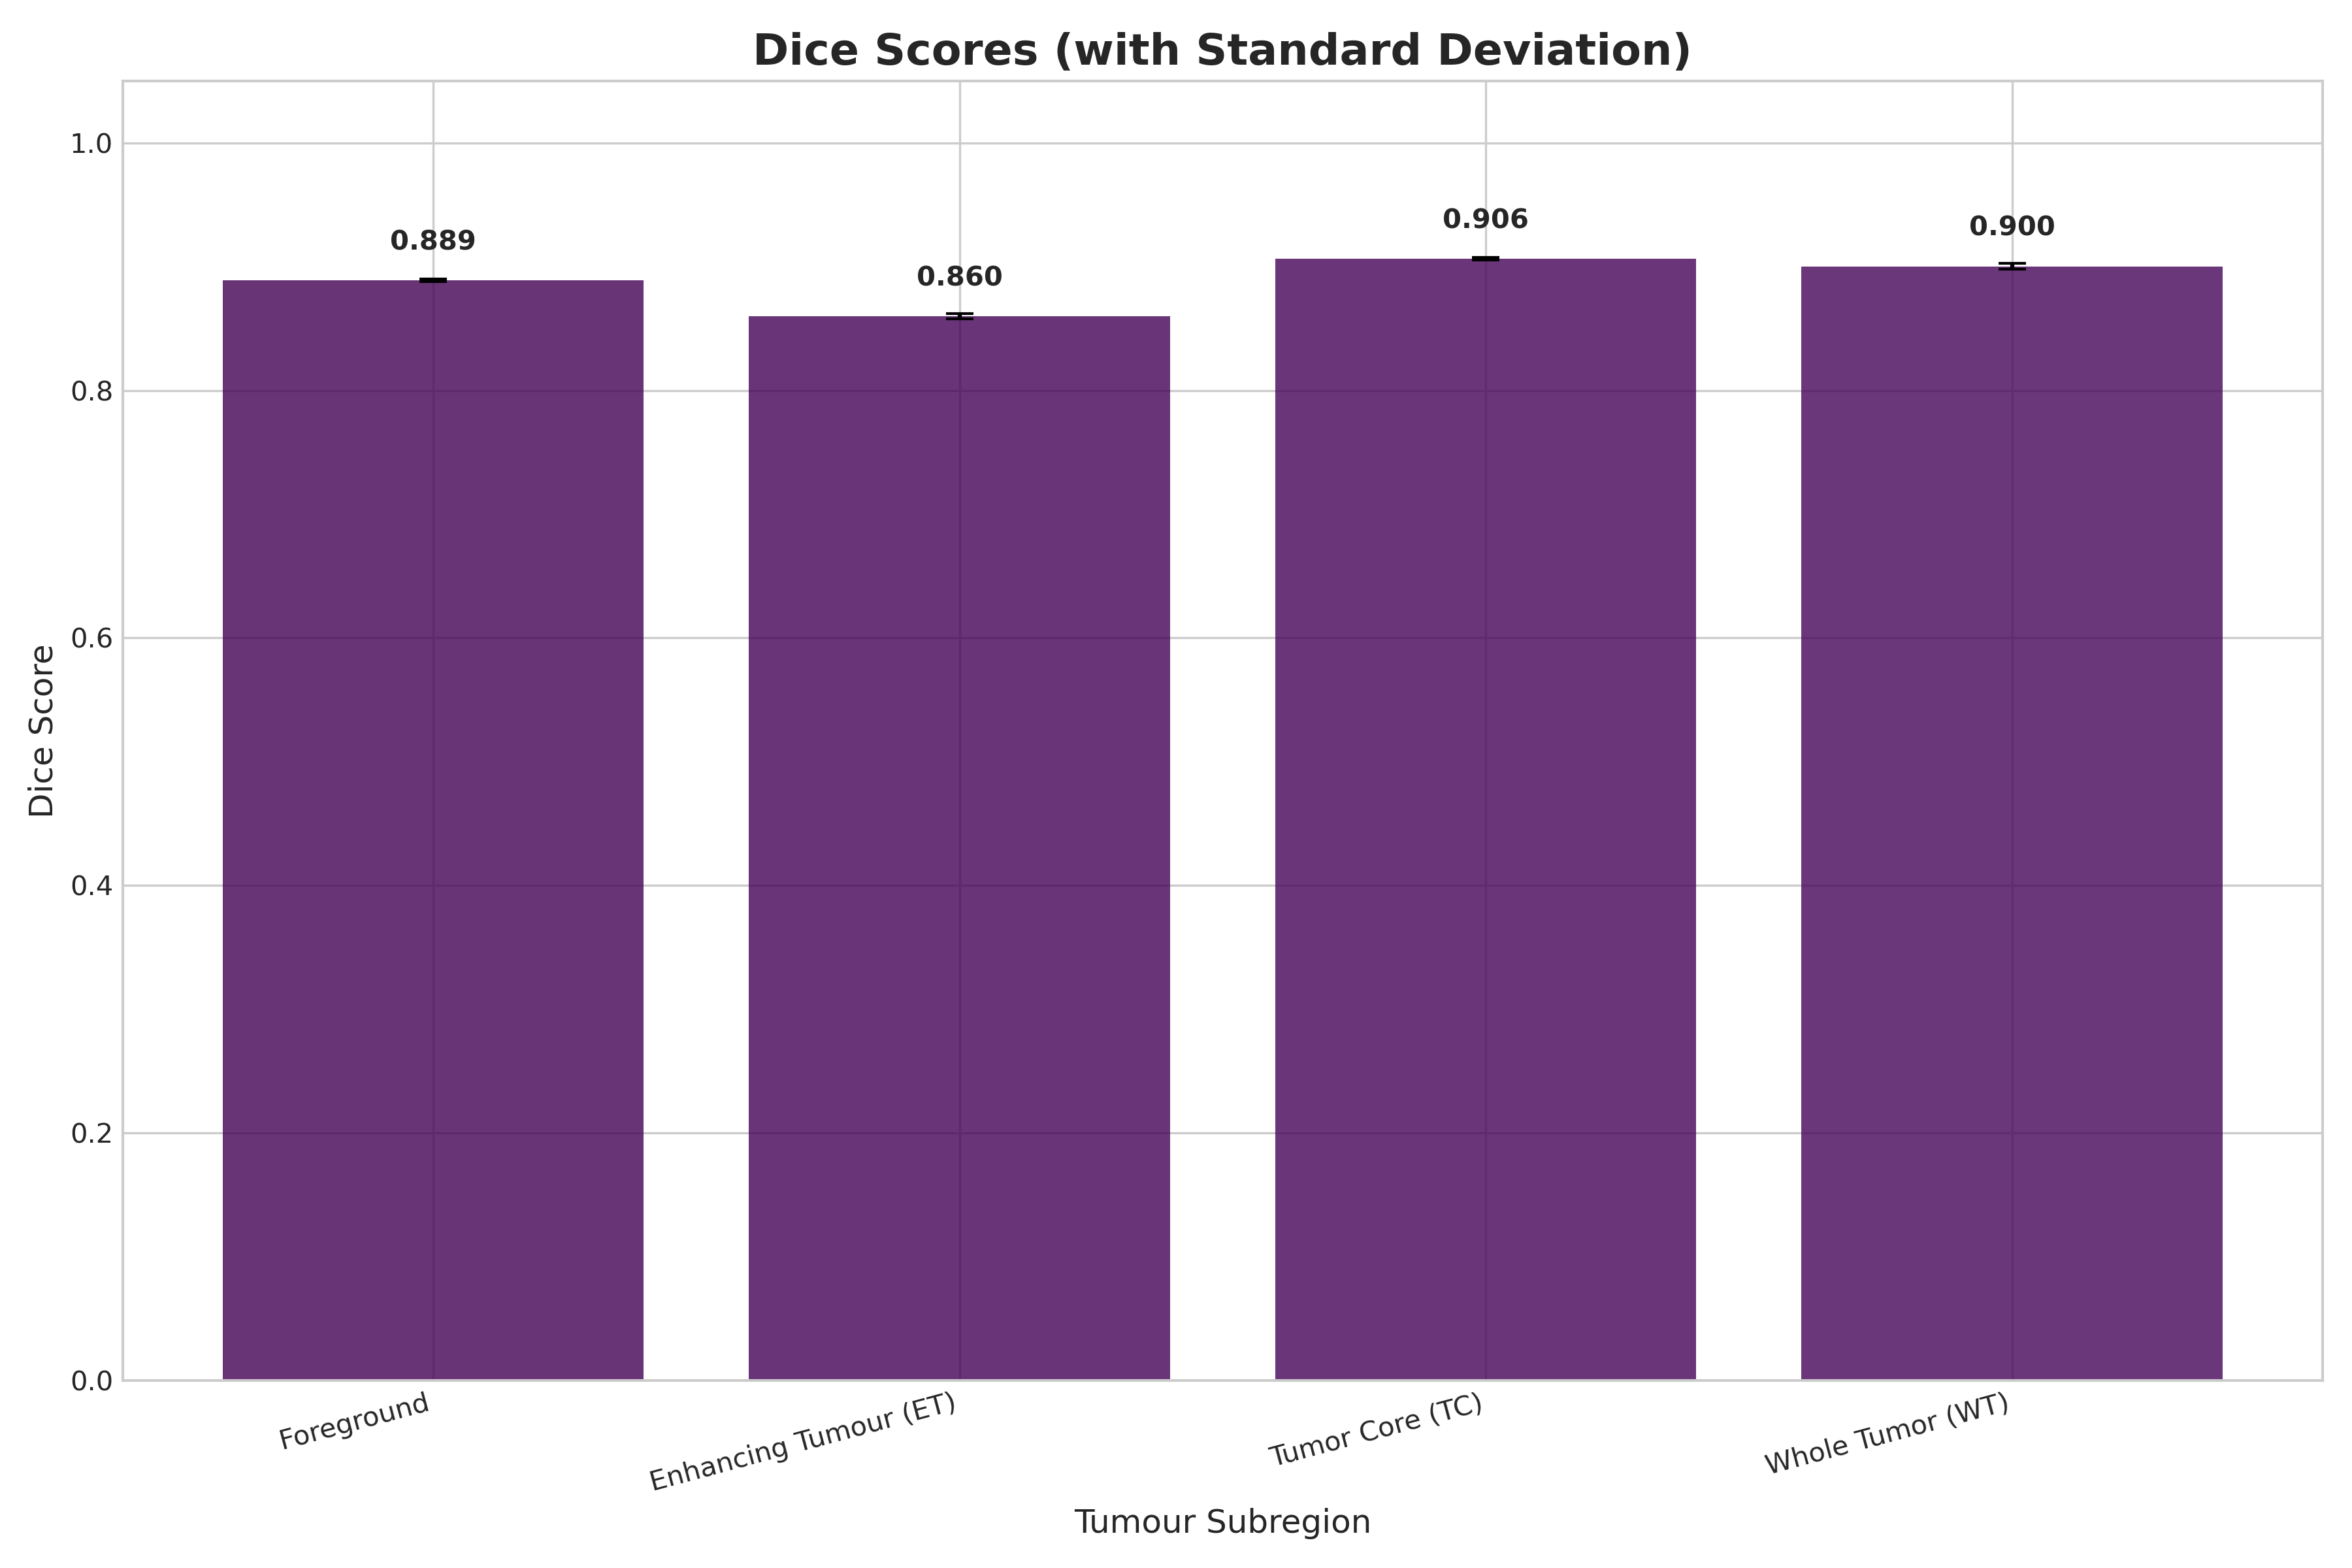 Dice Scores (with Standard Deviation)
1.0
0.8
0.6
0.4
0.2
0.0
Dice Score
0.889
0.860
0.906
0.900
Foreground
Enhancing Tumour (ET)
Tumor Core (TC)
Whole Tumor (WT)
Tumour Subregion